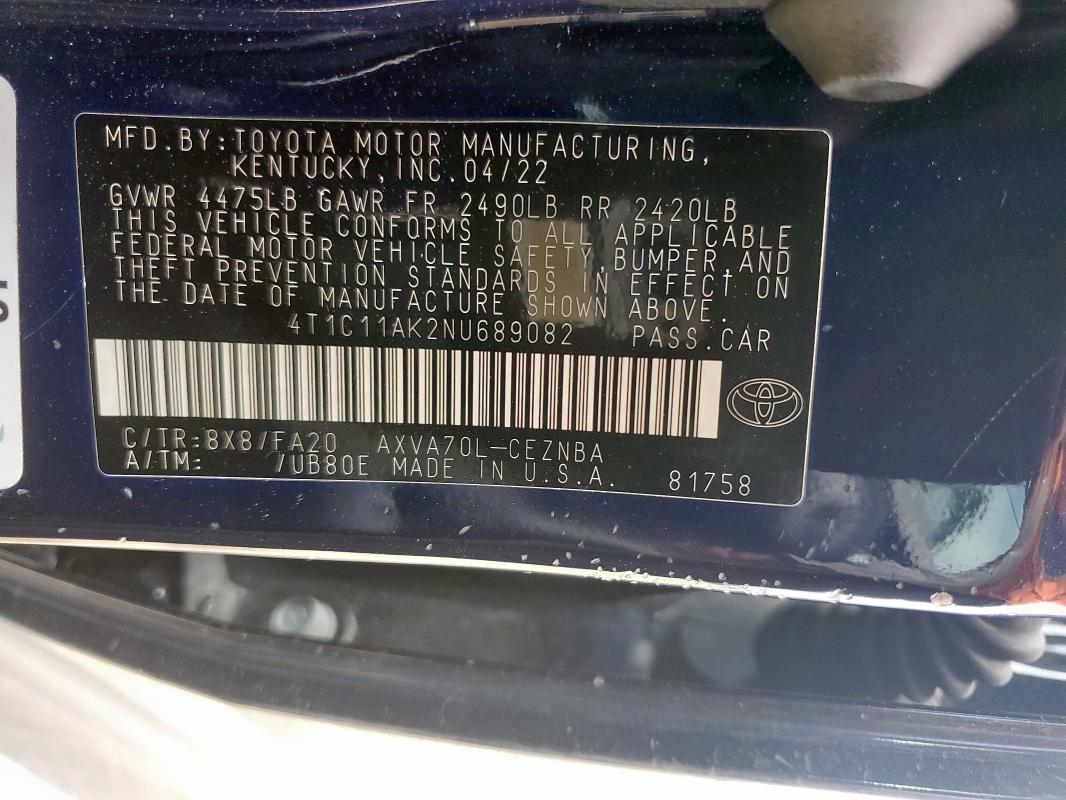 MFD.BY:TOYOTA MOTOR MANUFACTURING,
KENTUCKY,INC.04/22
GVWR 4475LB GAWR FR 2490LB RR 2420LB
THIS VEHICLE CONFORMS TO ALL APPLICABLE
FEDERAL MOTOR VEHICLE SAFETY,BUMPER,AND
THEFT PREVENTION STANDARDS IN EFFECT ON
THE DATE OF MANUFACTURE SHOWN ABOVE.
4T1C11AK2NU689082 PASS.CAR
C/TR:8X8/FA20 AXVA70L-CEZNBA
A/TM: /UB80E MADE IN U.S.A. 81758